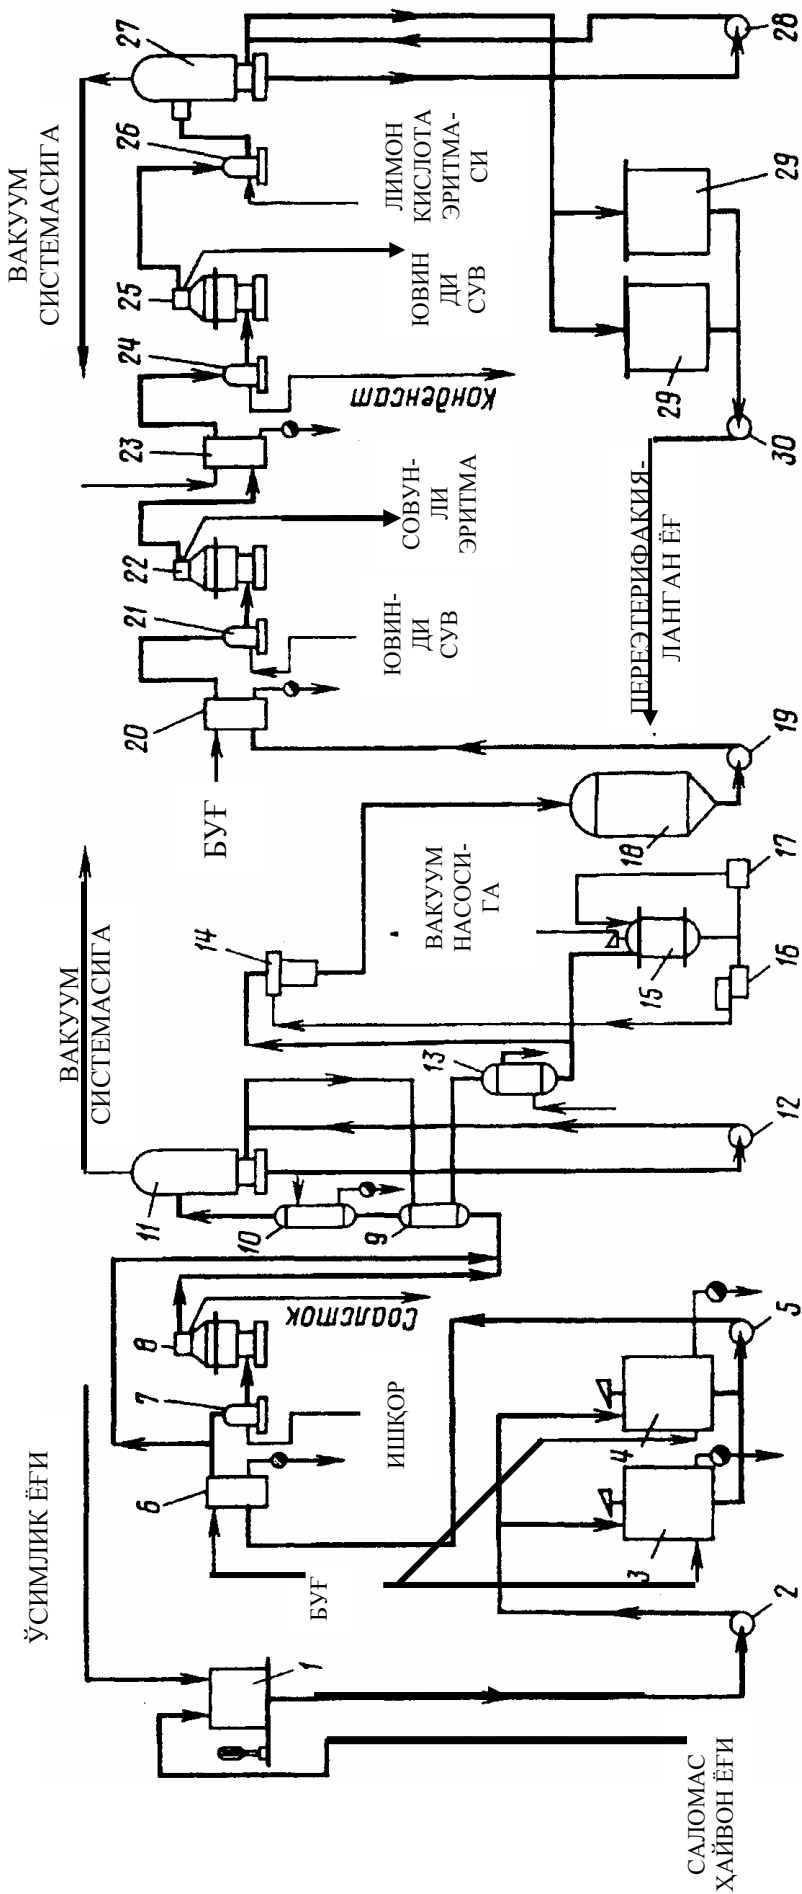 ЎСИМЛИК ЁҒИ
САЛОМАС
ҲАЙВОН ЁҒИ
1
2
3
4
5
БУҒ
6
7
ИШҚОР
8
Соапсток
9
10
11
ВАКУУМ
СИСТЕМАСИГА
12
13
14
15
16
17
ВАКУУМ
НАСОСИ-
ГА
18
19
БУҒ
20
21
ЮВИН-
ДИ
СУВ
22
СОВУН-
ЛИ
ЭРИТМА
23
24
Конденсат
25
ЮВИН
ДИ
СУВ
26
ЛИМОН
КИСЛОТА
ЭРИТМА-
СИ
27
ВАКУУМ
СИСТЕМАСИГА
28
29
29
30
ПЕРЕЭТЕРИФАКИЯ-
ЛАНГАН ЁҒ